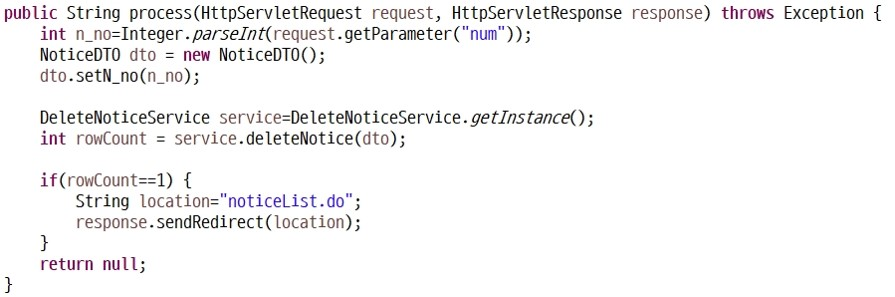 public String process(HttpServletRequest request, HttpServletResponse response) throws Exception {
    int n_no=Integer.parseInt(request.getParameter("num"));
    NoticeDTO dto = new NoticeDTO();
    dto.setN_no(n_no);

    DeleteNoticeService service=DeleteNoticeService.getInstance();
    int rowCount = service.deleteNotice(dto);

    if(rowCount==1) {
        String location="noticeList.do";
        response.sendRedirect(location);
    }
    return null;
}